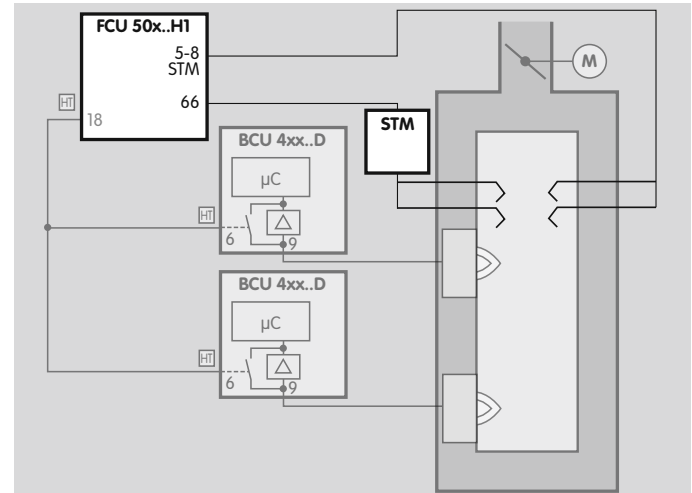 FCU 50x..H1
5-8
STM
66
HT
18
STM
M
BCU 4xx..D
µC
HT
6
9
BCU 4xx..D
µC
HT
6
9